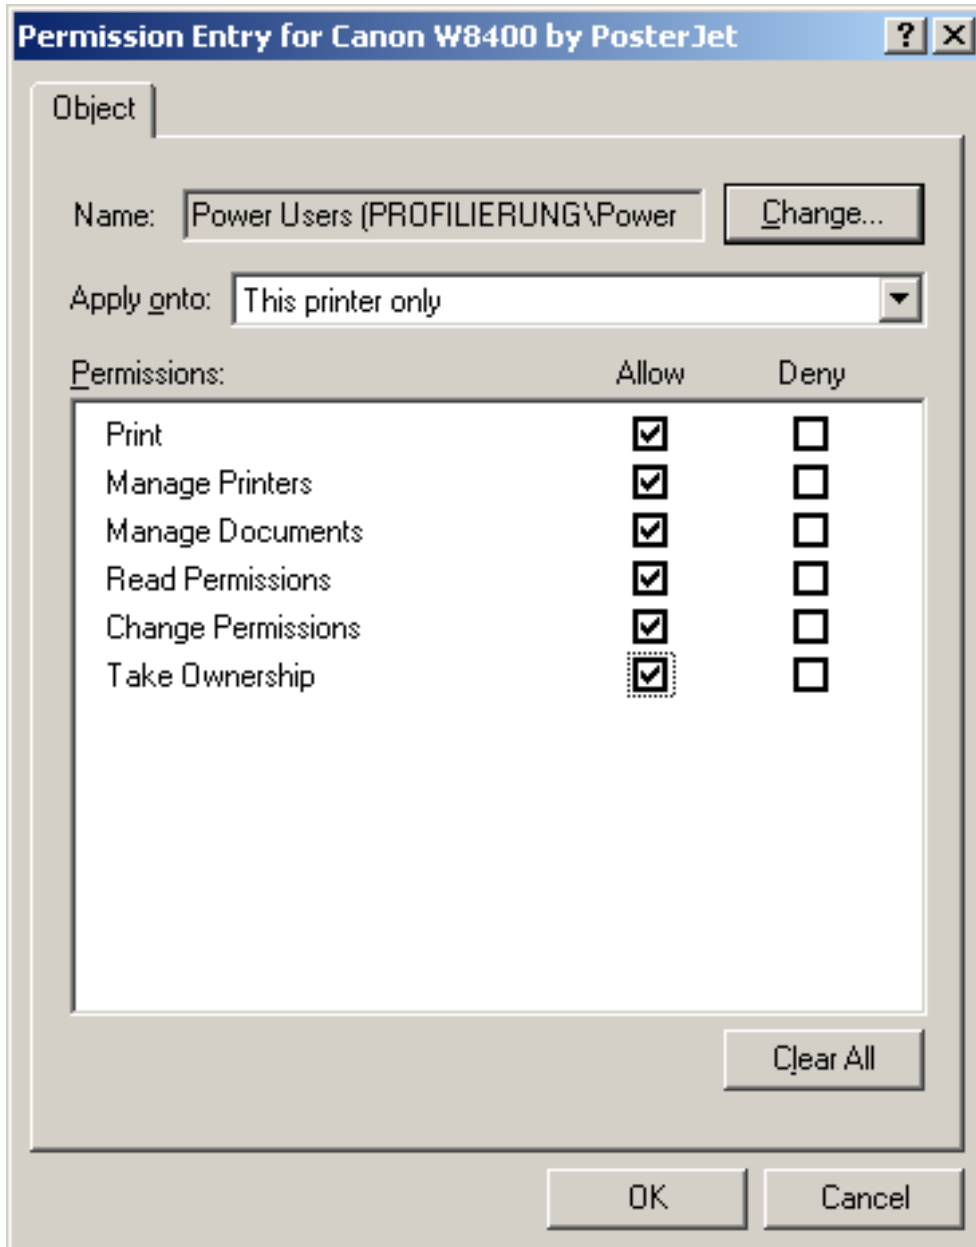 Permission Entry for Canon W8400 by PosterJet
Object
Name: Power Users (PROFILIERUNG\Power Change...
Apply onto: This printer only
Permissions: Allow Deny
Print
Manage Printers
Manage Documents
Read Permissions
Change Permissions
Take Ownership
Clear All
OK Cancel